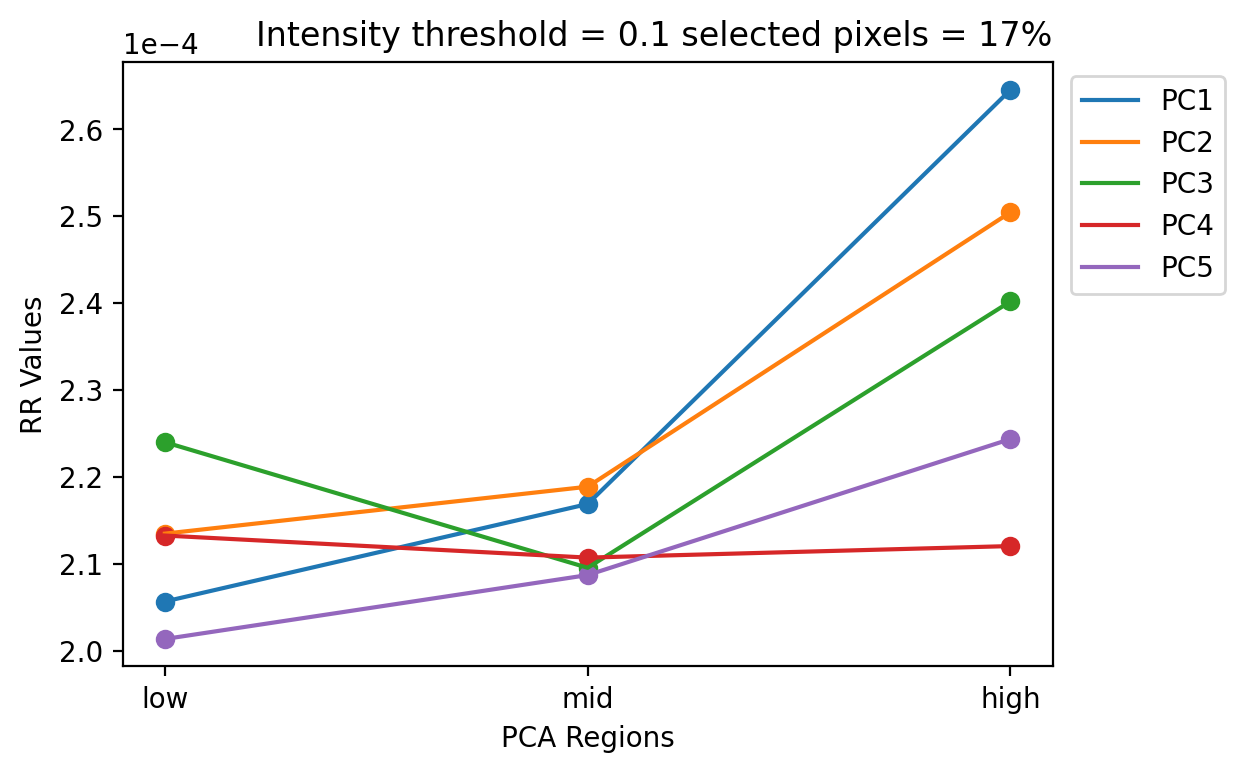 Intensity threshold = 0.1 selected pixels = 17%
1e−4
2.6
2.5
2.4
2.3
2.2
2.1
2.0
RR Values
low
mid
high
PCA Regions
PC1
PC2
PC3
PC4
PC5